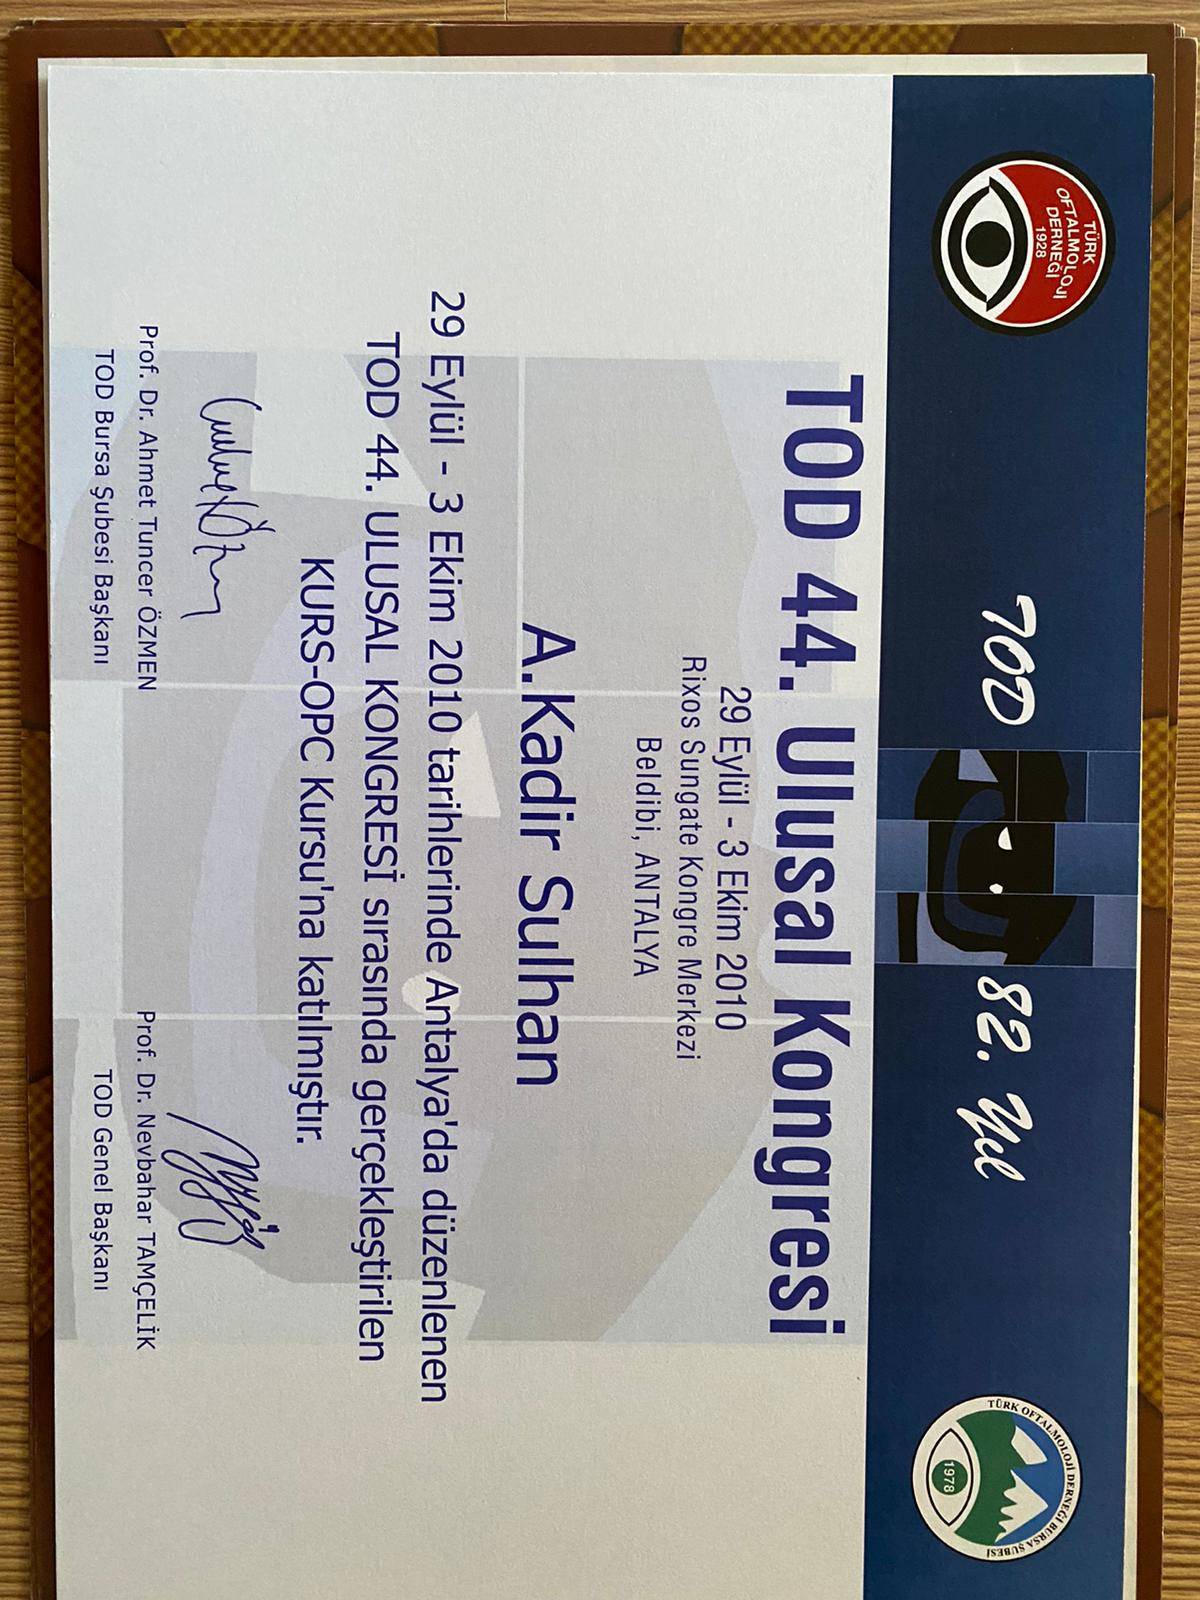 TÜRK
OFTALMOLOJİ
DERNEĞİ
1928
TOD 82. Yıl
TÜRK OFTALMOLOJİ DERNEĞİ BURSA ŞUBESİ
1978
TOD 44. Ulusal Kongresi
29 Eylül - 3 Ekim 2010
Rixos Sungate Kongre Merkezi
Beldibi, ANTALYA
A.Kadir Sulhan
29 Eylül - 3 Ekim 2010 tarihlerinde Antalya'da düzenlenen
TOD 44. ULUSAL KONGRESİ sırasında gerçekleştirilen
KURS-OPC Kursu'na katılmıştır.
Prof. Dr. Ahmet Tuncer ÖZMEN
TOD Bursa Şubesi Başkanı
Prof. Dr. Nevbahar TAMÇELİK
TOD Genel Başkanı